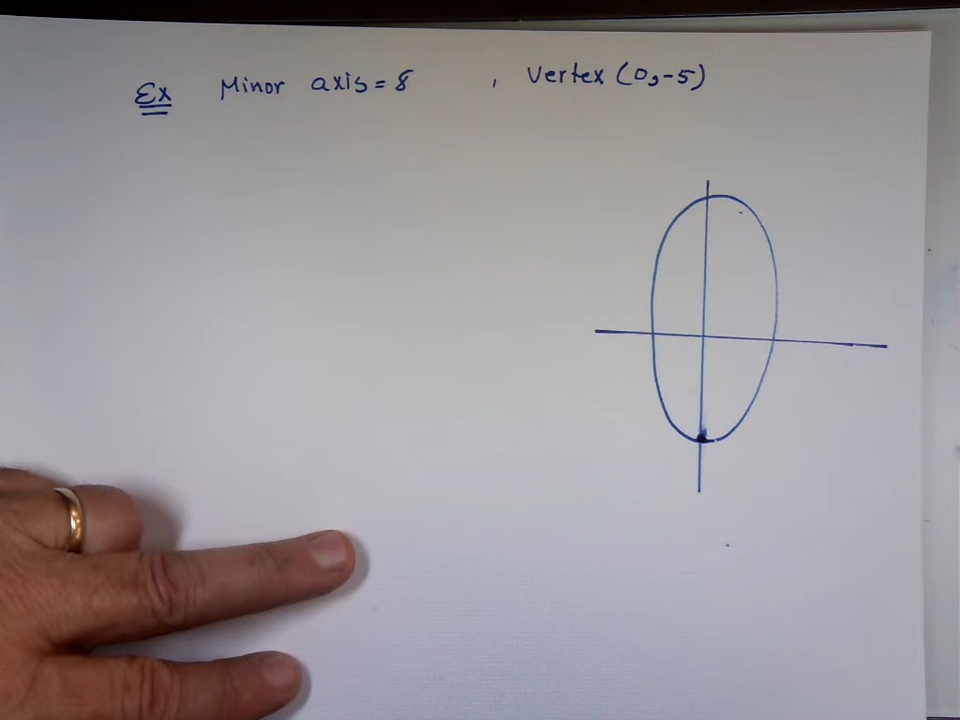 Ex Minor axis = 8 , Vertex (0,-5)